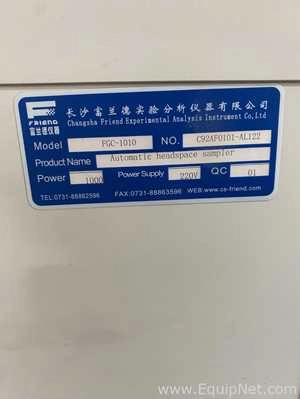 FRIEND
富兰德仪器
长沙富兰德实验分析仪器有限公司
Changsha Friend Experimental Analysis Instrument Co.,Ltd
Model FGC-1010 NO. C92AF0101-AL122
Product Name Automatic headspace sampler
Power 1000 Power Supply 220V QC 01
TEL:0731-88862596 FAX:0731-88863596 WEB:www.cs-friend.com
www.EquipNet.com